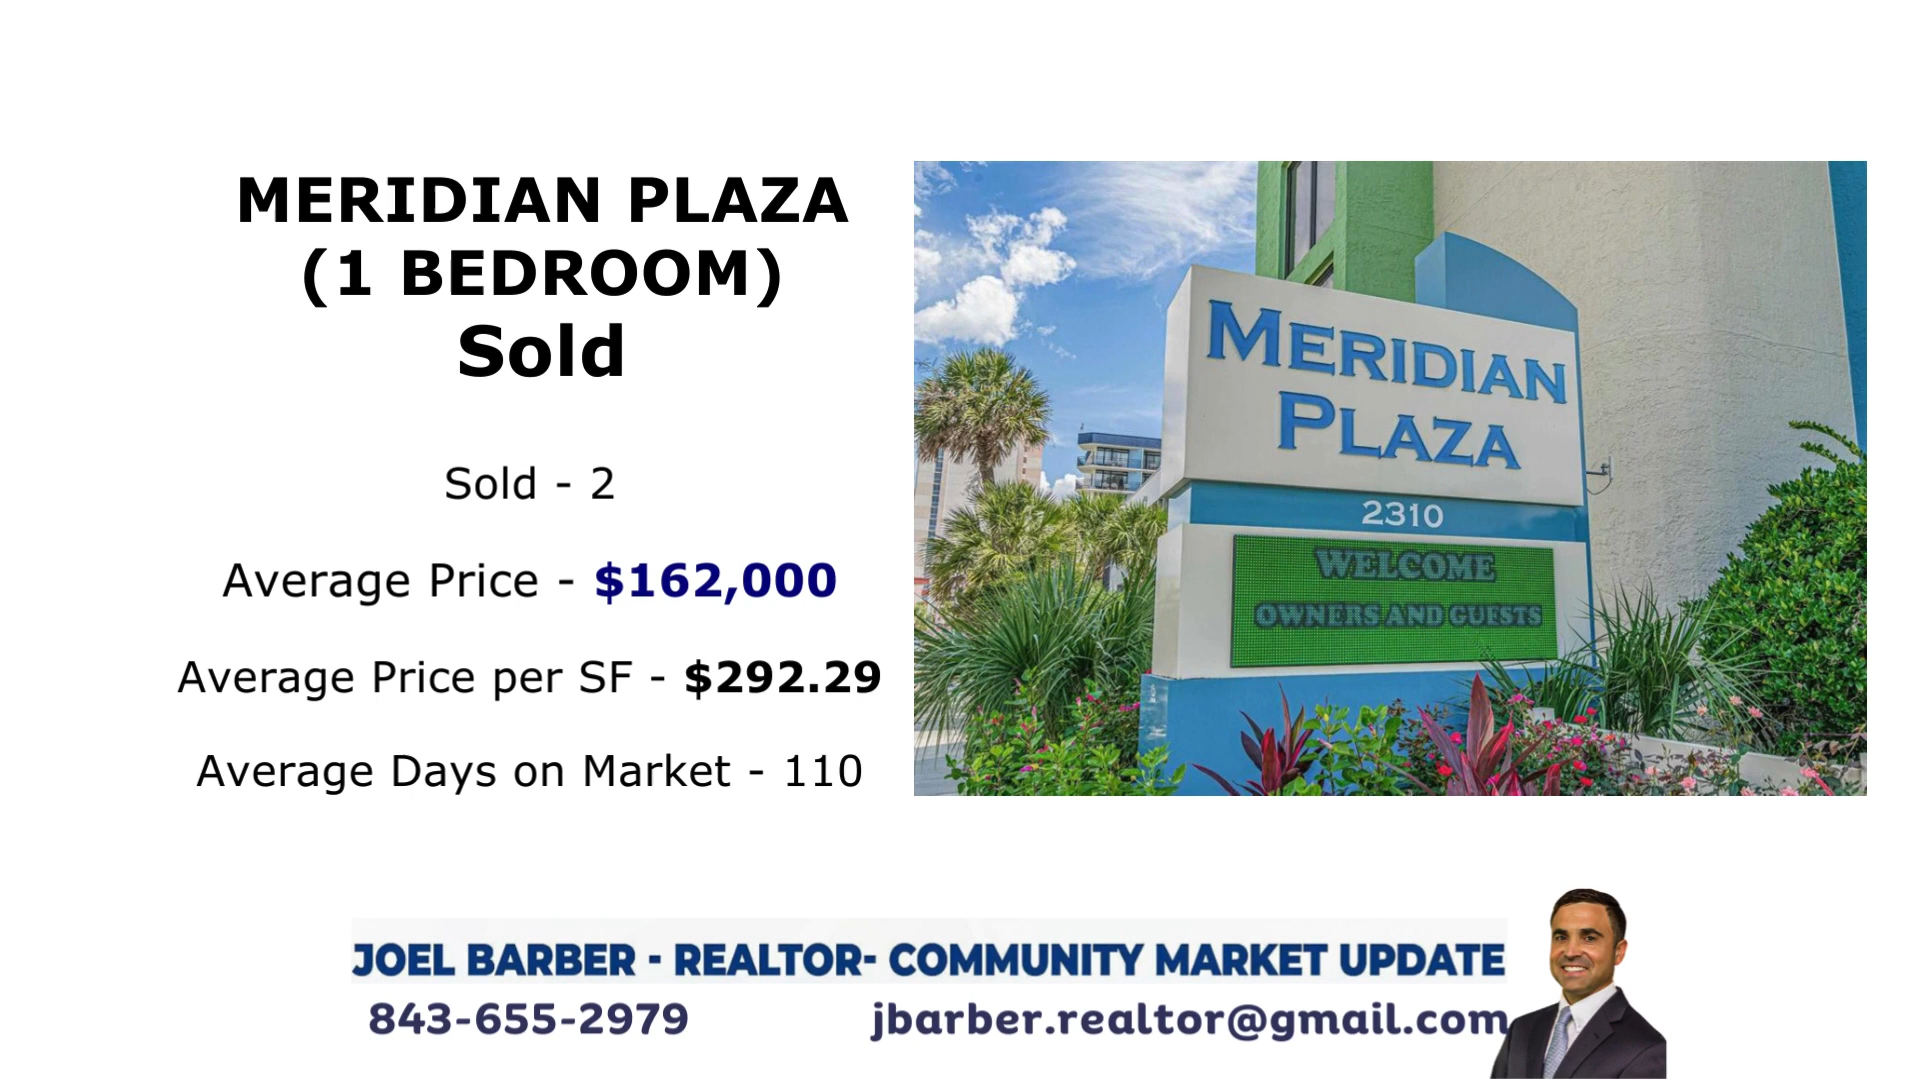 MERIDIAN PLAZA
(1 BEDROOM)
Sold
Sold - 2
Average Price - $162,000
Average Price per SF - $292.29
Average Days on Market - 110
MERIDIAN
PLAZA
2310
WELCOME
OWNERS AND GUESTS
JOEL BARBER - REALTOR- COMMUNITY MARKET UPDATE
843-655-2979
jbarber.realtor@gmail.com